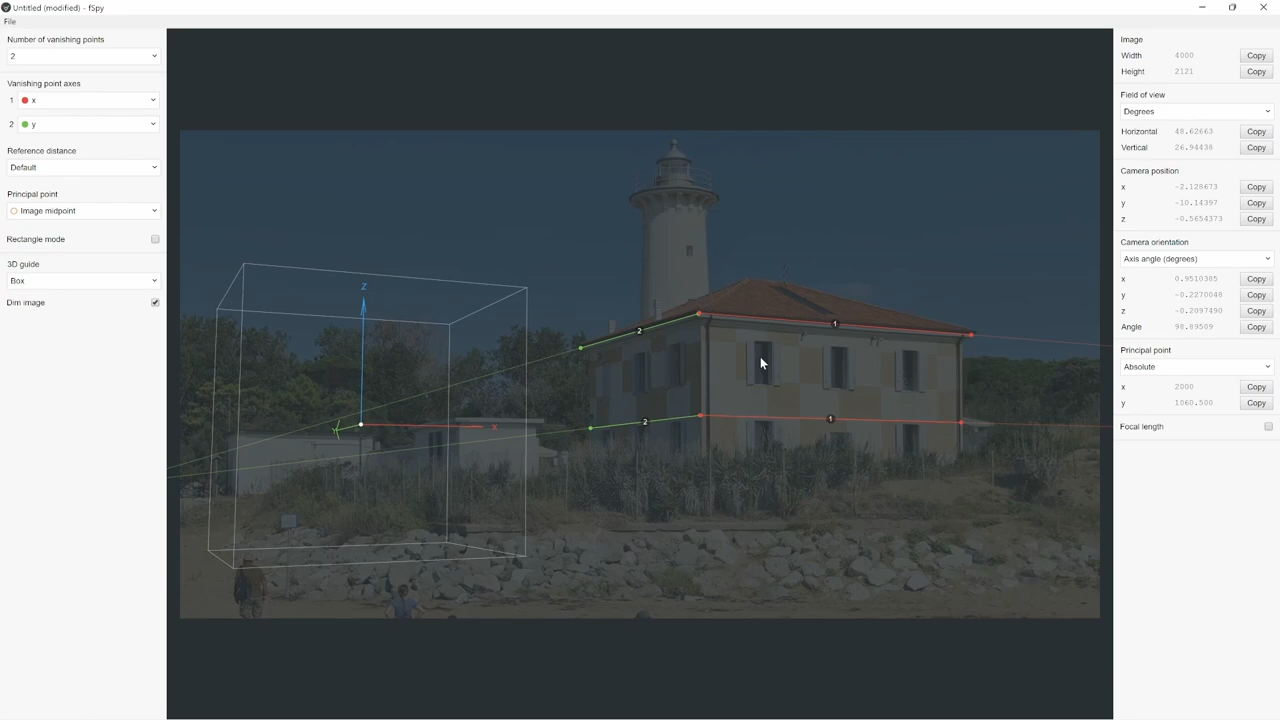 Untitled (modified) - fSpy
File
Number of vanishing points
2
Vanishing point axes
1 x
2 y
Reference distance
Default
Principal point
Image midpoint
Rectangle mode
3D guide
Box
Dim image
Z
Y
X
2
1
2
1
Image
Width 4000 Copy
Height 2121 Copy
Field of view
Degrees
Horizontal 48.62663 Copy
Vertical 26.94438 Copy
Camera position
x -2.128673 Copy
y -10.14397 Copy
z -0.5654373 Copy
Camera orientation
Axis angle (degrees)
x 0.9510385 Copy
y -0.2270048 Copy
z -0.2097490 Copy
Angle 98.89509 Copy
Principal point
Absolute
x 2000 Copy
y 1060.500 Copy
Focal length